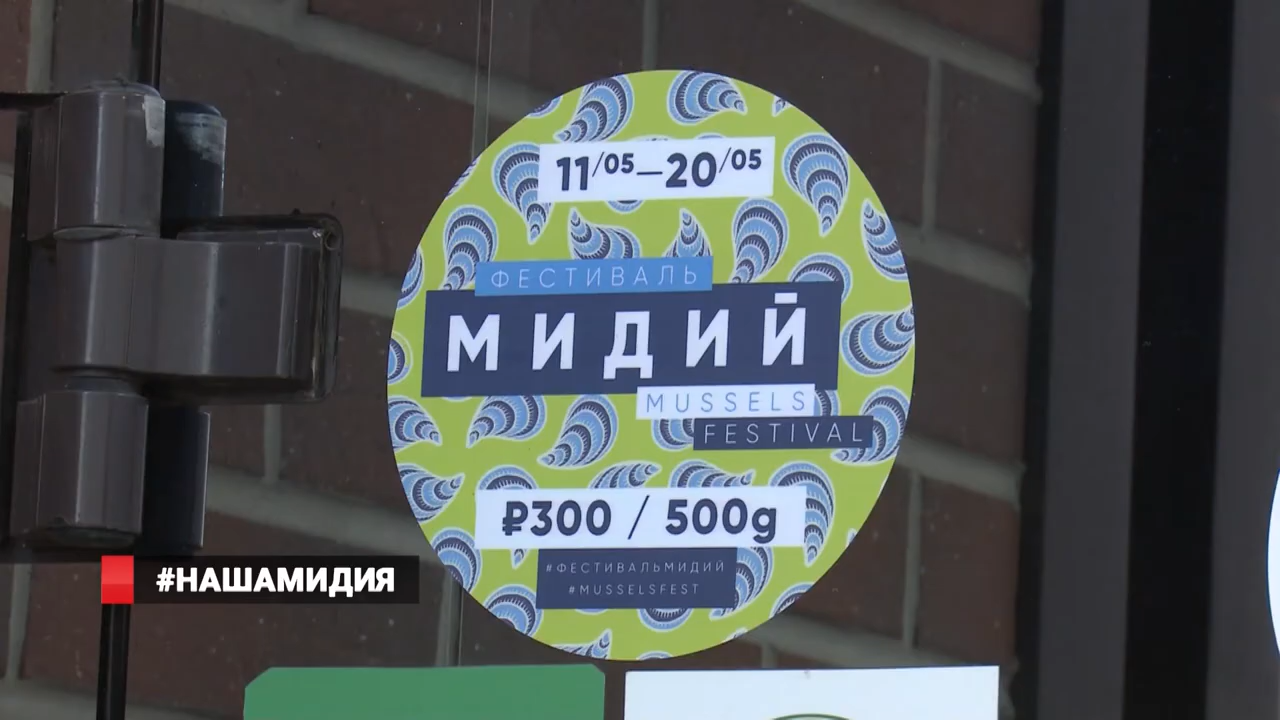 11/05—20/05
ФЕСТИВАЛЬ
МИДИЙ
MUSSELS
FESTIVAL
₽300 / 500g
#ФЕСТИВАЛЬМИДИЙ
#MUSSELSFEST
#НАШАМИДИЯ